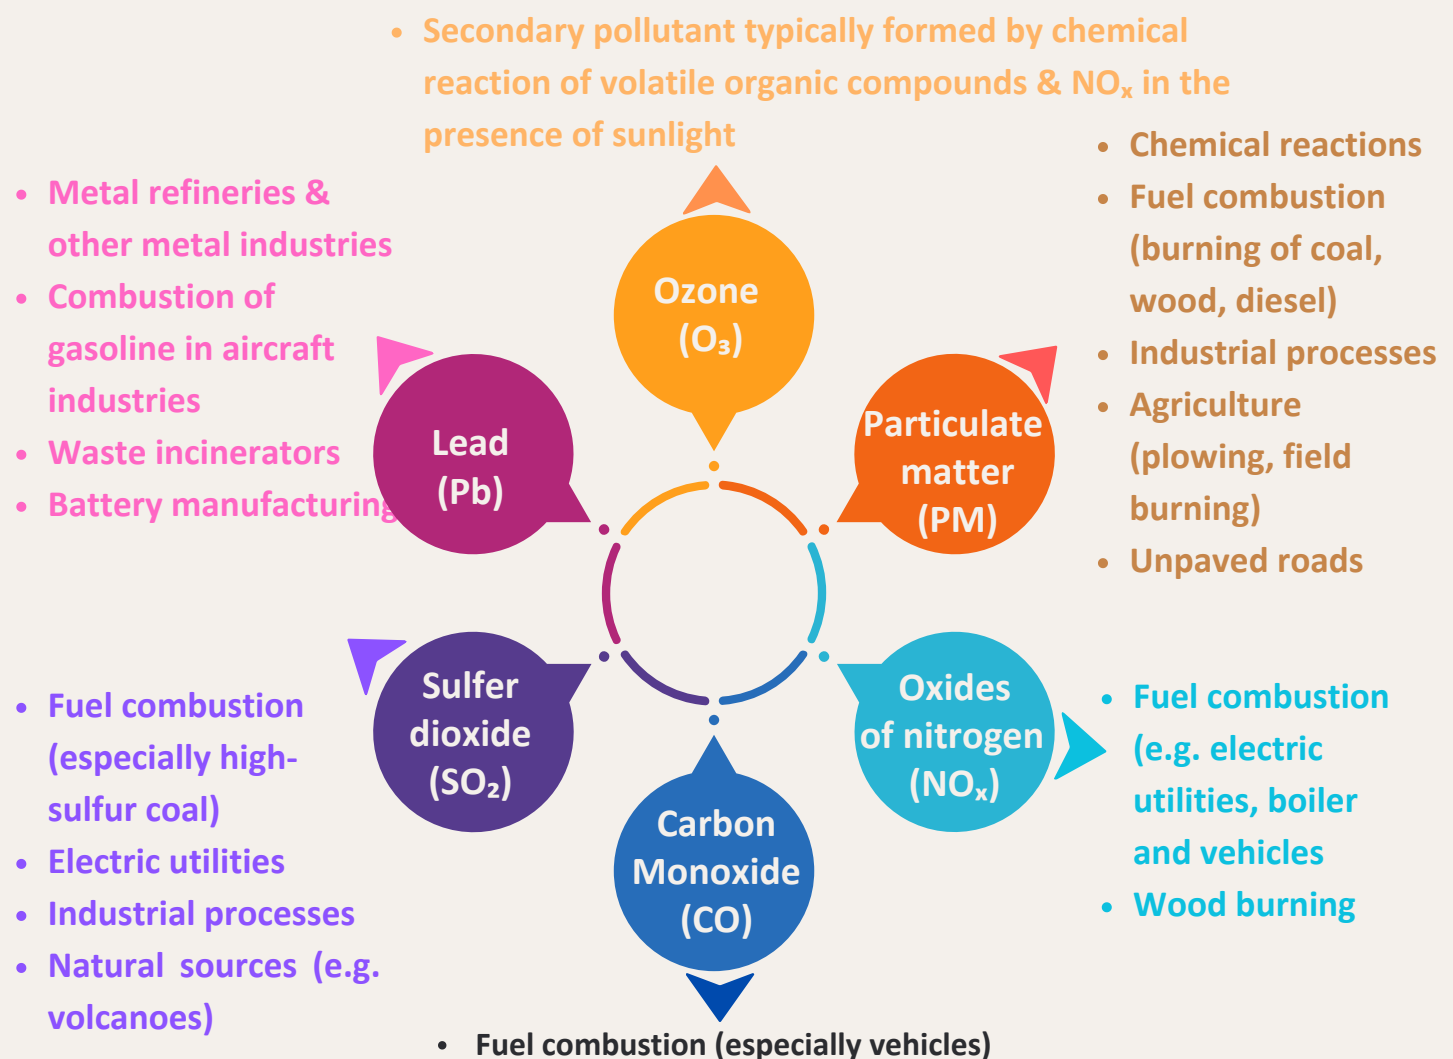 • Secondary pollutant typically formed by chemical
reaction of volatile organic compounds & NOₓ in the
presence of sunlight
Ozone
(O₃)
• Chemical reactions
• Fuel combustion
(burning of coal,
wood, diesel)
• Industrial processes
• Agriculture
(plowing, field
burning)
• Unpaved roads
Particulate
matter
(PM)
• Metal refineries &
other metal industries
• Combustion of
gasoline in aircraft
industries
• Waste incinerators
• Battery manufacturing
Lead
(Pb)
Sulfer
dioxide
(SO₂)
• Fuel combustion
(especially high-
sulfur coal)
• Electric utilities
• Industrial processes
• Natural sources (e.g.
volcanoes)
Oxides
of nitrogen
(NOₓ)
• Fuel combustion
(e.g. electric
utilities, boiler
and vehicles
• Wood burning
Carbon
Monoxide
(CO)
• Fuel combustion (especially vehicles)